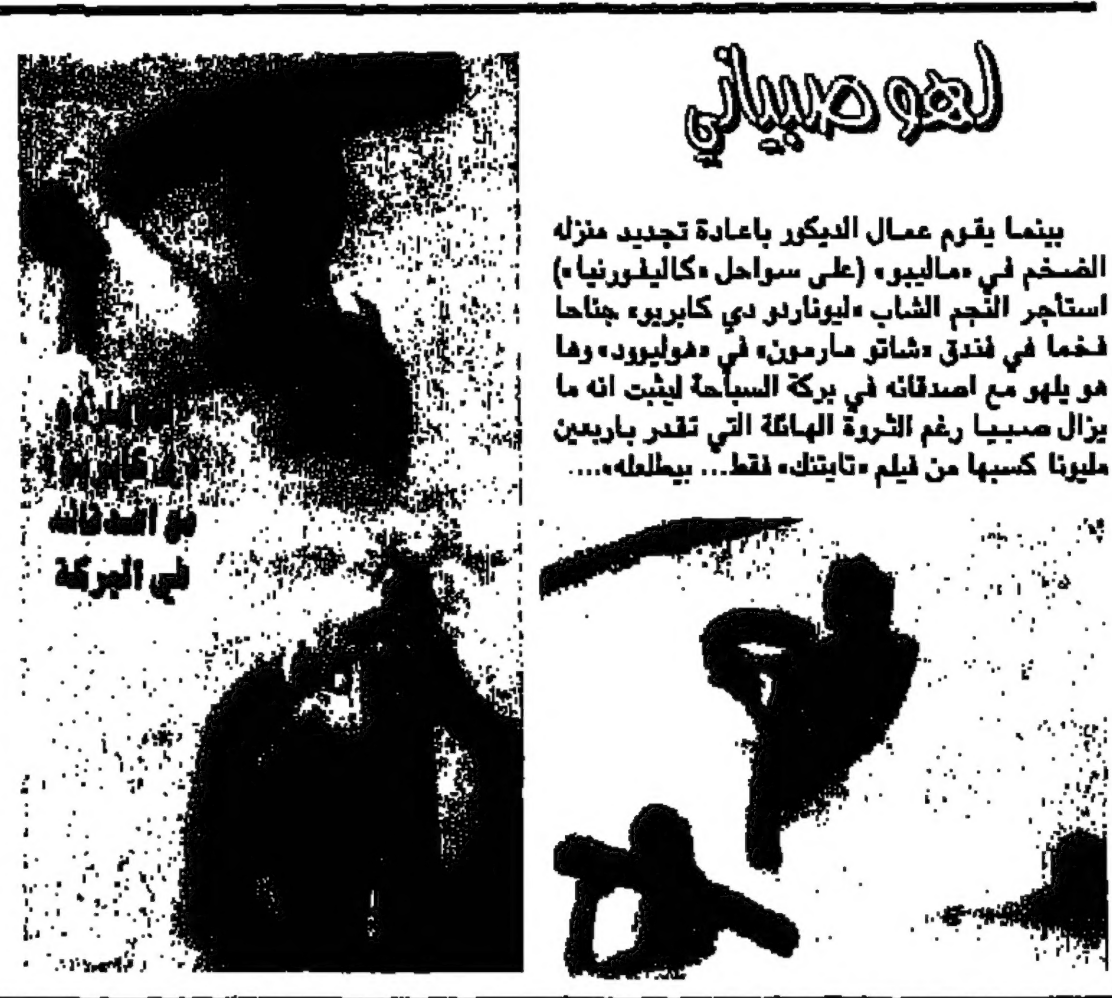 لهو صبياني
بينما يقوم عمال الديكور باعادة تجديد منزله
الضخم في «ماليبو» (على سواحل «كاليفورنيا»)
استأجر النجم الشاب «ليوناردو دي كابريو» جناحا
فخما في فندق «شاتو مارمون» في «هوليوود» وها
هو يلهو مع اصدقائه في بركة السباحة ليثبت انه ما
يزال صبيا رغم الثروة الهائلة التي تقدر باربعين
مليونا كسبها من فيلم «تايتنك» فقط... بيطلعله»....
ليوناردو
دي كابريو
مع اصدقائه
في البركة